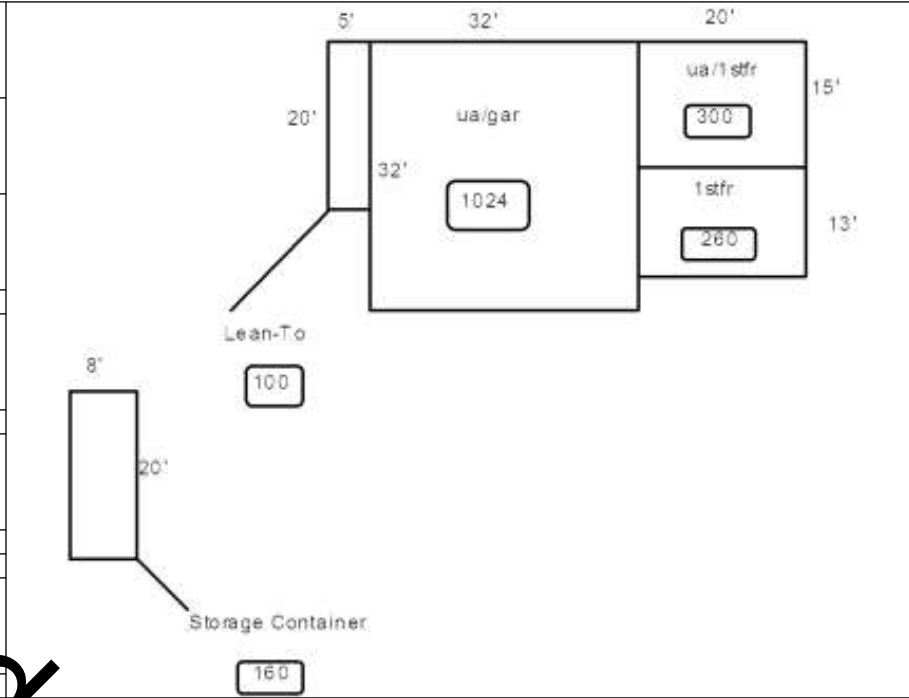 5' 32' 20'
ua/1stfr
15'
300
20'
ua/gar
32'
1024
1stfr
13'
260
Lean-To
100
8'
20'
Storage Container
160